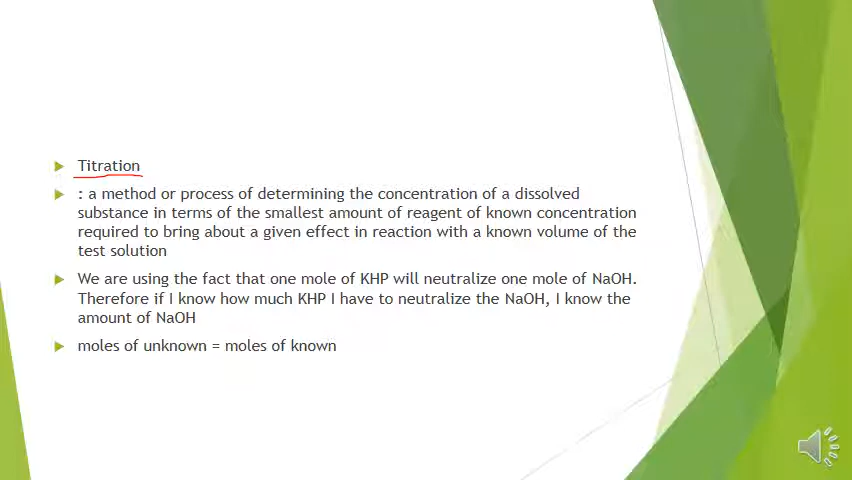 Titration
: a method or process of determining the concentration of a dissolved
substance in terms of the smallest amount of reagent of known concentration
required to bring about a given effect in reaction with a known volume of the
test solution
We are using the fact that one mole of KHP will neutralize one mole of NaOH.
Therefore if I know how much KHP I have to neutralize the NaOH, I know the
amount of NaOH
moles of unknown = moles of known